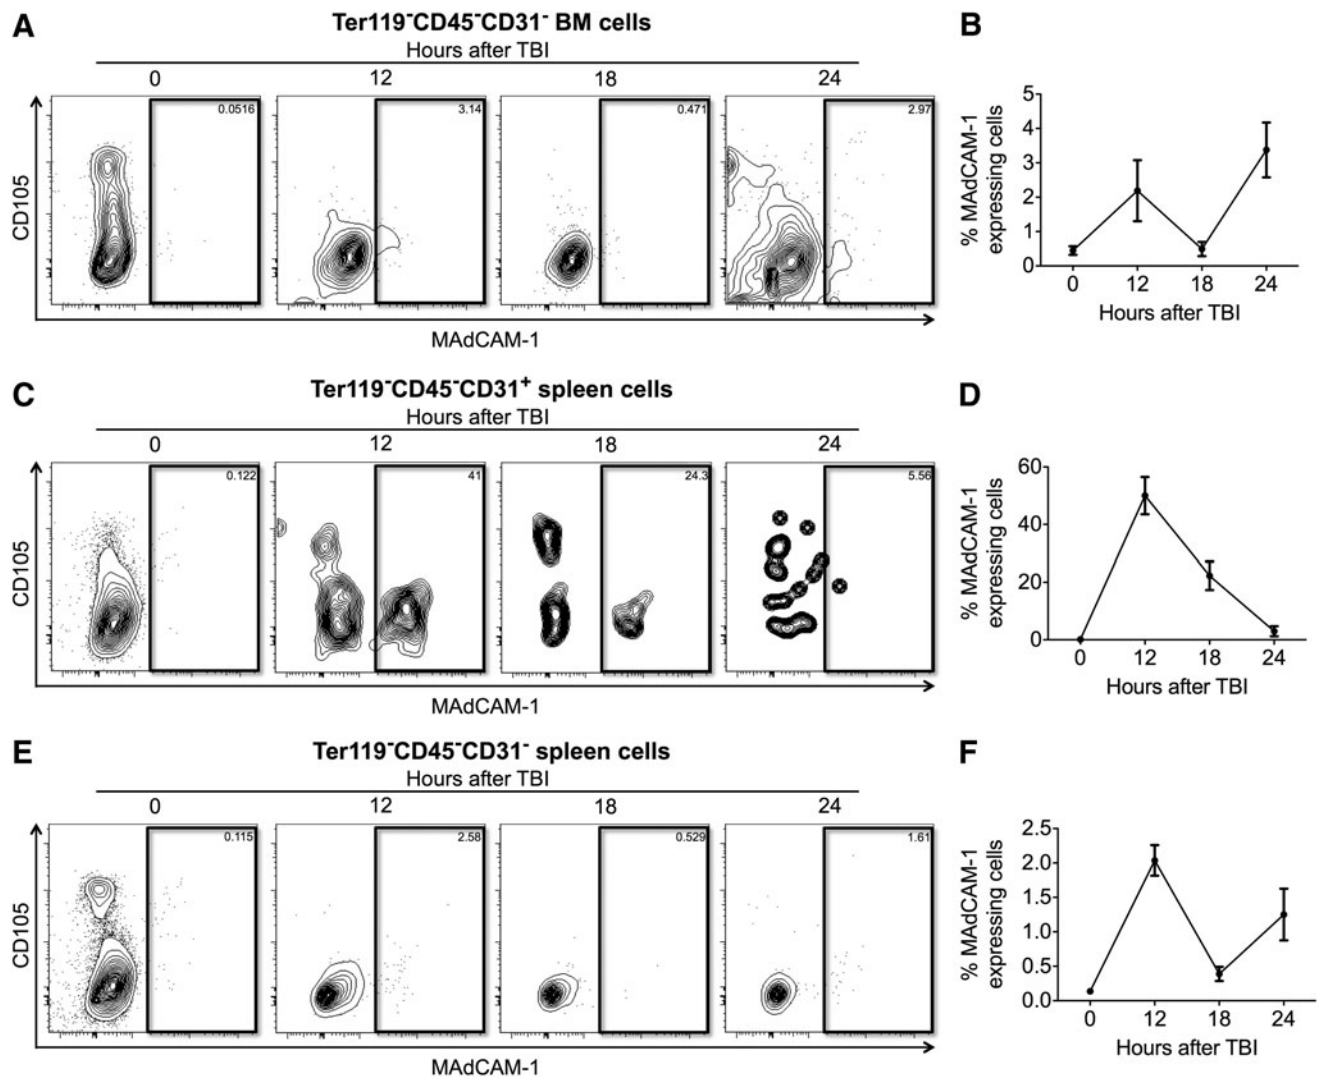 A
Ter119-CD45-CD31- BM cells
Hours after TBI
0 12 18 24
0.0516 3.14 0.471 2.97
CD105
MAdCAM-1
B
% MAdCAM-1
expressing cells
5
4
3
2
1
0
0 12 18 24
Hours after TBI
C
Ter119-CD45-CD31+ spleen cells
Hours after TBI
0 12 18 24
0.122 41 24.3 5.56
CD105
MAdCAM-1
D
% MAdCAM-1
expressing cells
60
40
20
0
0 12 18 24
Hours after TBI
E
Ter119-CD45-CD31- spleen cells
Hours after TBI
0 12 18 24
0.115 2.58 0.529 1.61
CD105
MAdCAM-1
F
% MAdCAM-1
expressing cells
2.5
2.0
1.5
1.0
0.5
0.0
0 12 18 24
Hours after TBI